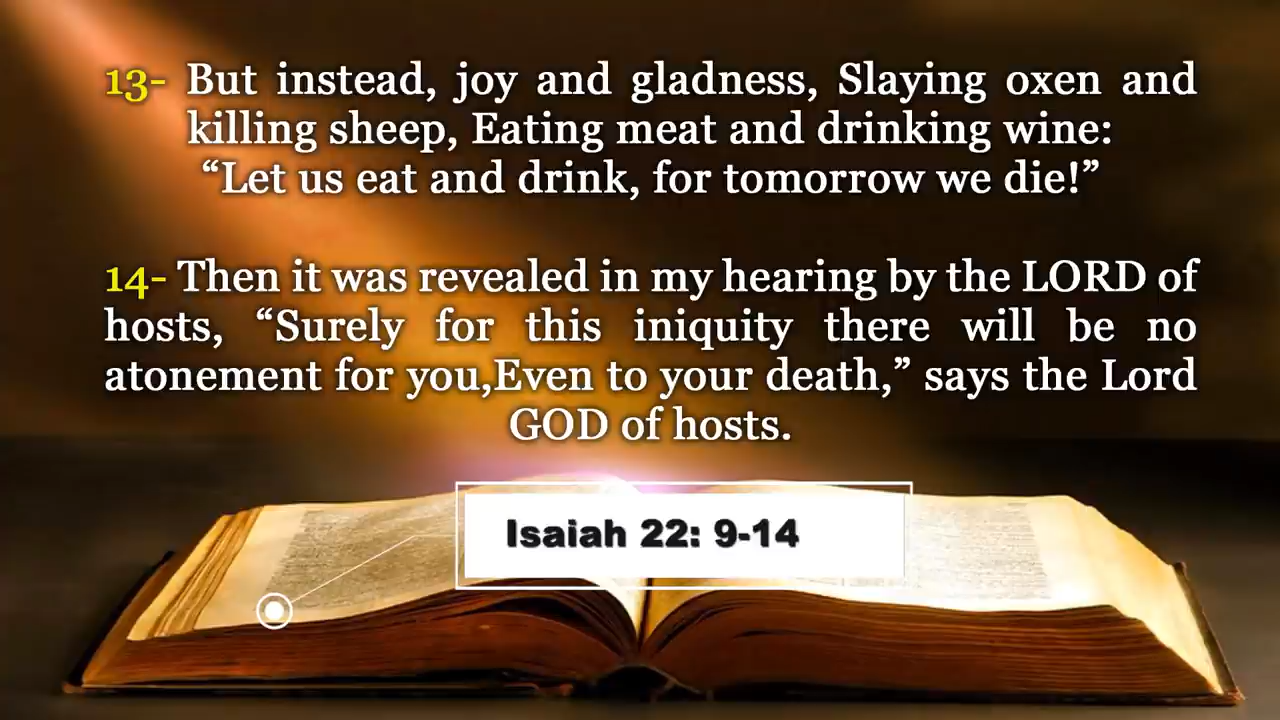 13- But instead, joy and gladness, Slaying oxen and
killing sheep, Eating meat and drinking wine:
“Let us eat and drink, for tomorrow we die!”
14- Then it was revealed in my hearing by the LORD of
hosts, “Surely for this iniquity there will be no
atonement for you,Even to your death,” says the Lord
GOD of hosts.
Isaiah 22: 9-14